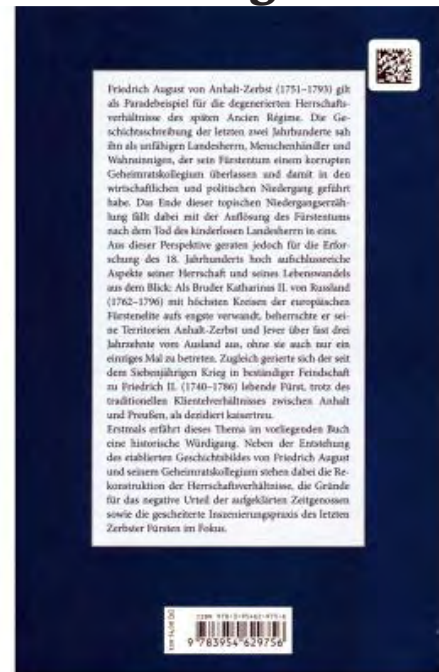 Friedrich August von Anhalt-Zerbst (1751–1793) gilt
als Paradebeispiel für die degenerierten Herrschafts-
verhältnisse des späten Ancien Régime. Die Ge-
schichtsschreibung der letzten zwei Jahrhunderte sah
ihn als unfähigen Landesherrn, Menschenhändler und
Wahnsinnigen, der sein Fürstentum einem korrupten
Geheimratskollegium überlassen und damit in den
wirtschaftlichen und politischen Niedergang geführt
habe. Das Ende dieser topischen Niedergangserzäh-
lung fällt dabei mit der Auflösung des Fürstentums
nach dem Tod des kinderlosen Landesherrn in eins.
Aus dieser Perspektive geraten jedoch für die Erfor-
schung des 18. Jahrhunderts hoch aufschlussreiche
Aspekte seiner Herrschaft und seines Lebenswandels
aus dem Blick: Als Bruder Katharinas II. von Russland
(1762–1796) mit höchsten Kreisen der europäischen
Fürstenelite aufs engste verwandt, beherrschte er sei-
ne Territorien Anhalt-Zerbst und Jever über fast drei
Jahrzehnte vom Ausland aus, ohne sie auch nur ein
einziges Mal zu betreten. Zugleich gerierte sich der seit
dem Siebenjährigen Krieg in beständiger Feindschaft
zu Friedrich II. (1740–1786) lebende Fürst, trotz des
traditionellen Klientelverhältnisses zwischen Anhalt
und Preußen, als dezidiert kaisertreu.
Erstmals erfährt dieses Thema im vorliegenden Buch
eine historische Würdigung. Neben der Entstehung
des etablierten Geschichtsbildes von Friedrich August
und seinem Geheimratskollegium stehen dabei die Re-
konstruktion der Herrschaftsverhältnisse, die Gründe
für das negative Urteil der aufgeklärten Zeitgenossen
sowie die gescheiterte Inszenierungspraxis des letzten
Zerbster Fürsten im Fokus.
ISBN 978-3-95462-975-6
9 783954 629756